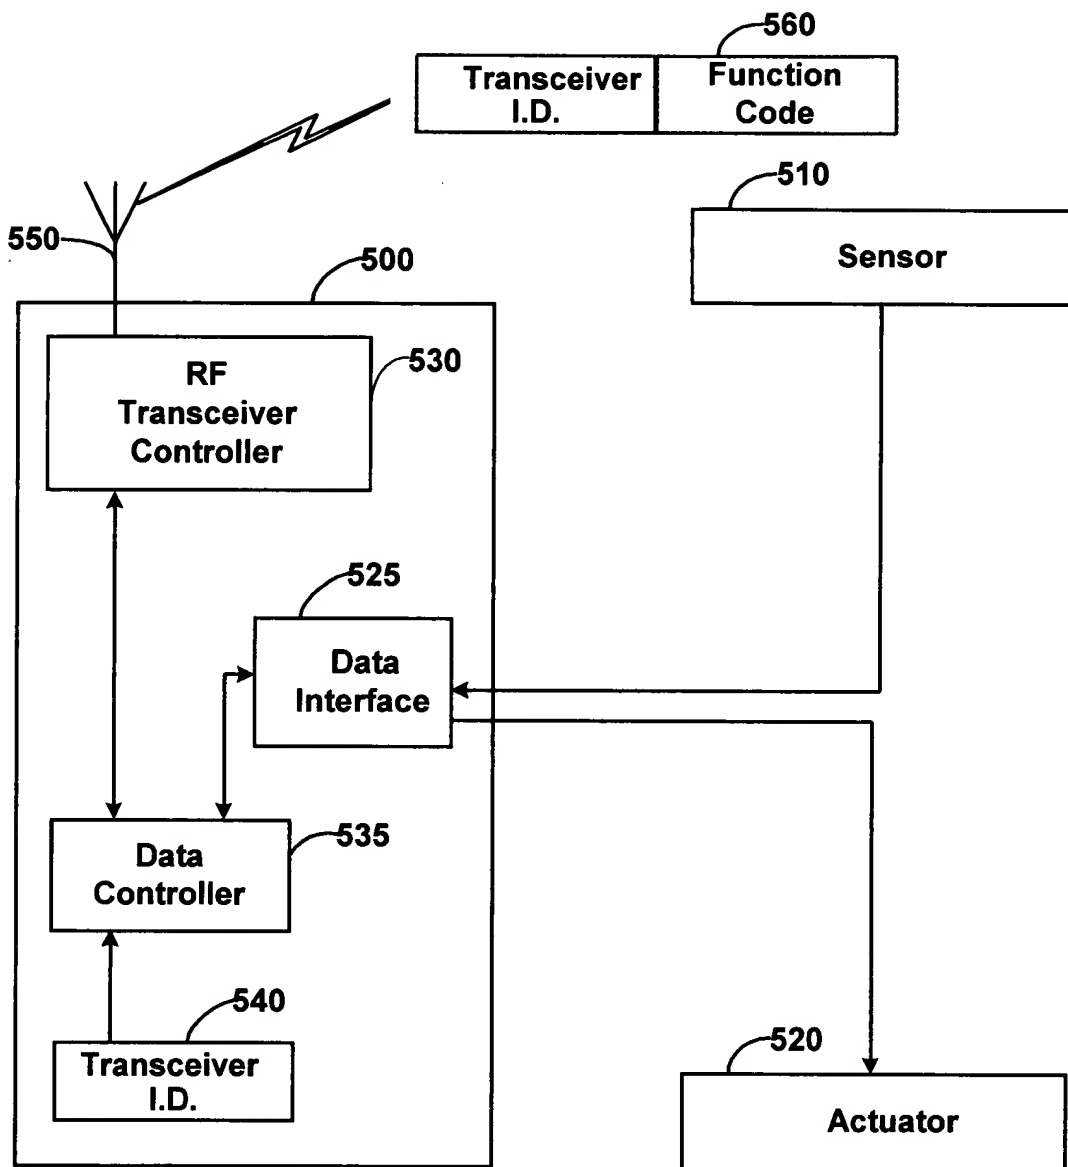 560
Transceiver
I.D.
Function
Code
510
Sensor
550
500
RF
Transceiver
Controller
530
525
Data
Interface
535
Data
Controller
540
Transceiver
I.D.
520
Actuator